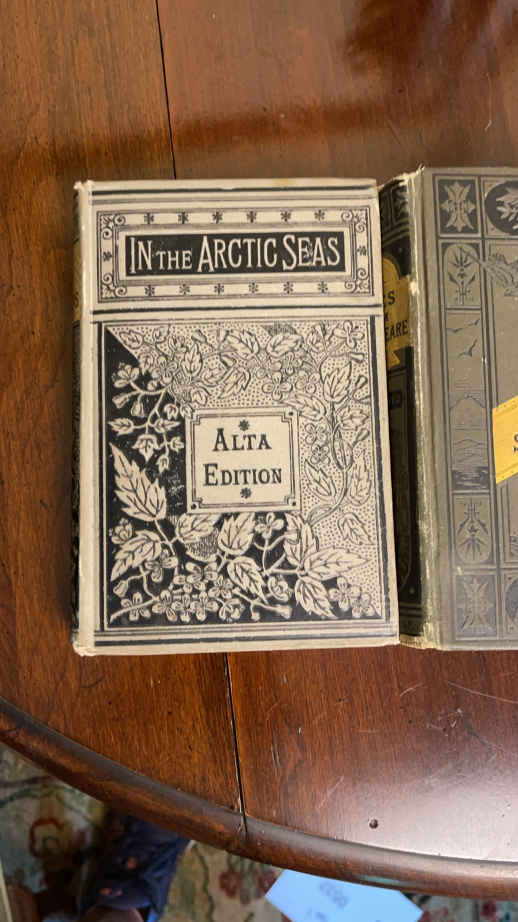 IN THE ARCTIC SEAS
ALTA
EDITION